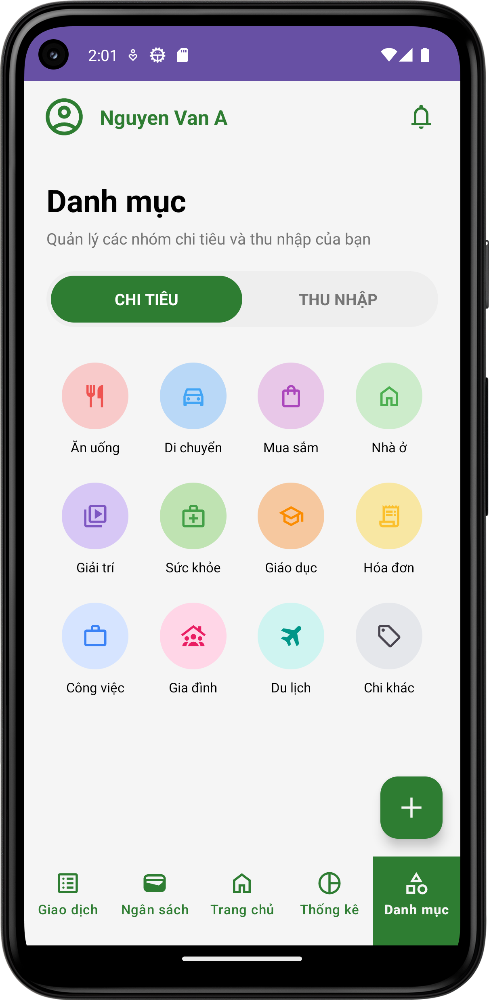 2:01
Nguyen Van A
Danh mục
Quản lý các nhóm chi tiêu và thu nhập của bạn
CHI TIÊU THU NHẬP
Ăn uống Di chuyển Mua sắm Nhà ở
Giải trí Sức khỏe Giáo dục Hóa đơn
Công việc Gia đình Du lịch Chi khác
Giao dịch Ngân sách Trang chủ Thống kê Danh mục